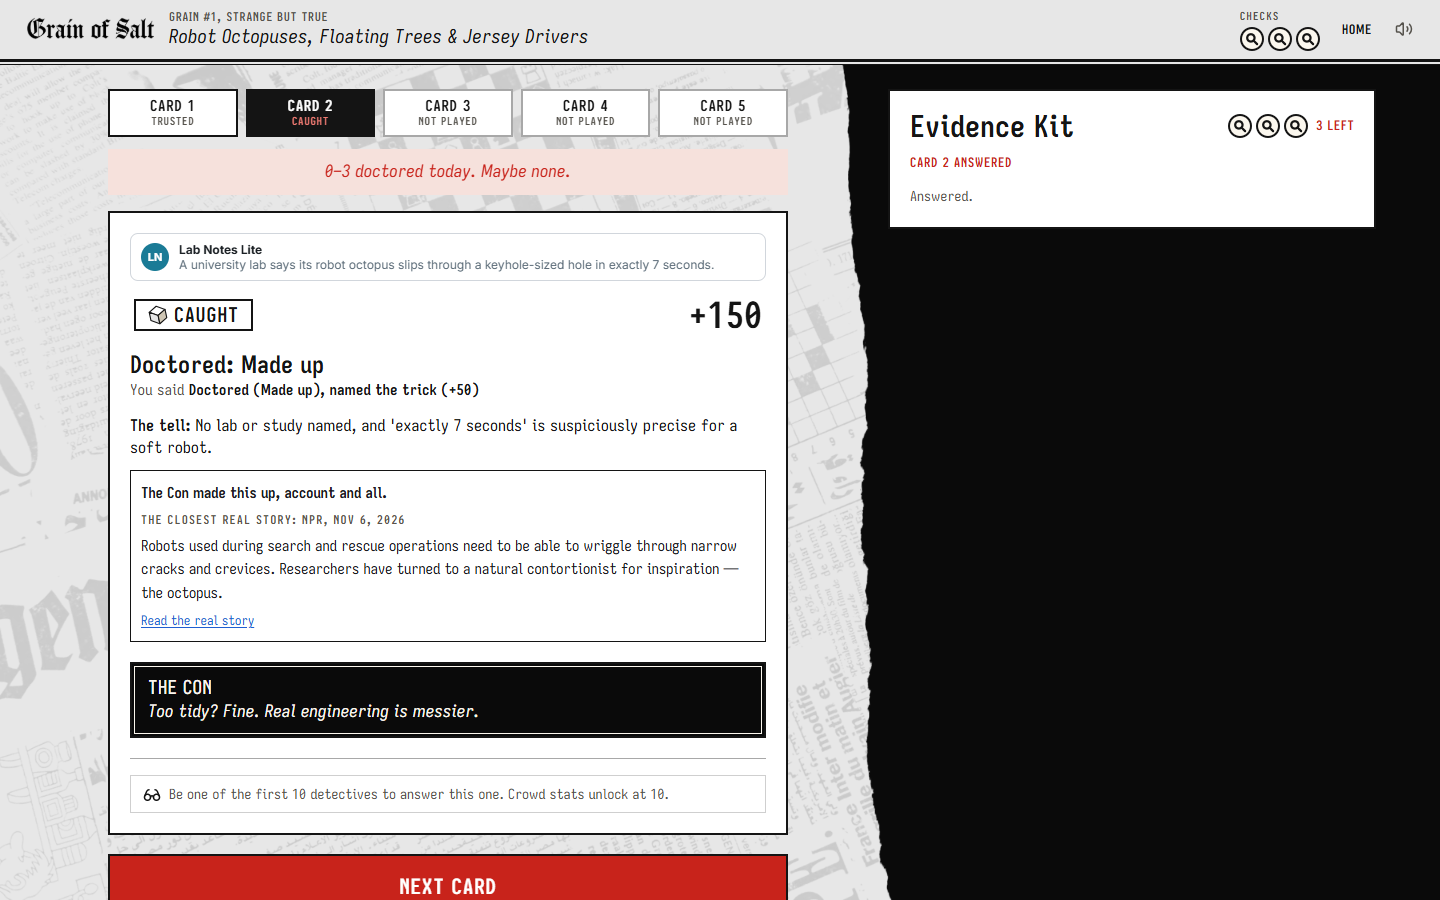 Grain of Salt
GRAIN #1, STRANGE BUT TRUE
Robot Octopuses, Floating Trees & Jersey Drivers
CHECKS
HOME
CARD 1
TRUSTED
CARD 2
CAUGHT
CARD 3
NOT PLAYED
CARD 4
NOT PLAYED
CARD 5
NOT PLAYED
0–3 doctored today. Maybe none.
LN
Lab Notes Lite
A university lab says its robot octopus slips through a keyhole-sized hole in exactly 7 seconds.
CAUGHT
+150
Doctored: Made up
You said Doctored (Made up), named the trick (+50)
The tell: No lab or study named, and 'exactly 7 seconds' is suspiciously precise for a
soft robot.
The Con made this up, account and all.
THE CLOSEST REAL STORY: NPR, NOV 6, 2026
Robots used during search and rescue operations need to be able to wriggle through narrow
cracks and crevices. Researchers have turned to a natural contortionist for inspiration —
the octopus.
Read the real story
THE CON
Too tidy? Fine. Real engineering is messier.
Be one of the first 10 detectives to answer this one. Crowd stats unlock at 10.
NEXT CARD
Evidence Kit
3 LEFT
CARD 2 ANSWERED
Answered.